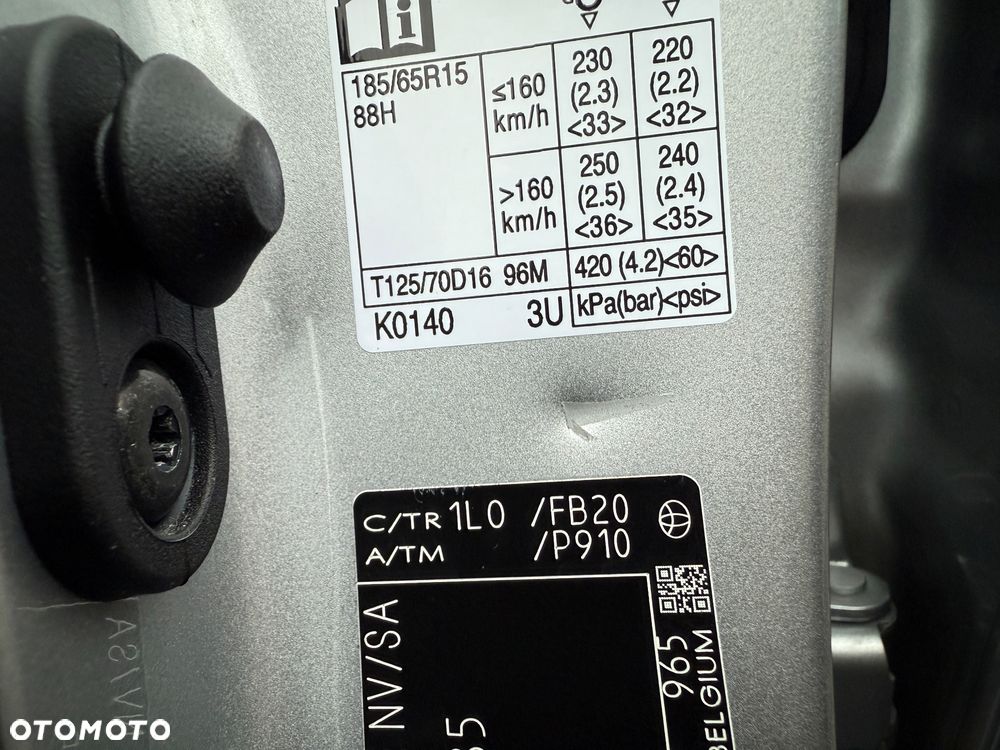 i
185/65R15
88H
≤160
km/h
230
(2.3)
<33>
220
(2.2)
<32>
>160
km/h
250
(2.5)
<36>
240
(2.4)
<35>
T125/70D16 96M
420 (4.2)<60>
K0140 3U
kPa(bar)<psi>
C/TR 1L0 /FB20
A/TM /P910
NV/SA
965
BELGIUM
OTOMOTO